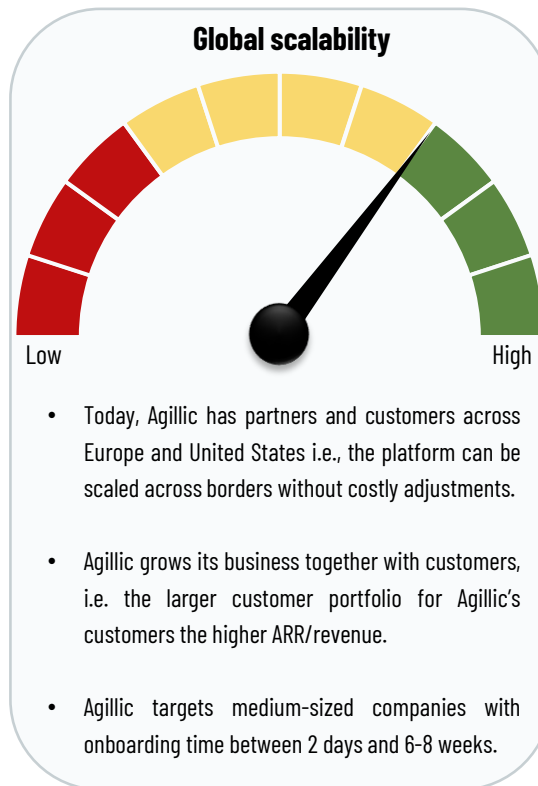 Global scalability
Low
High
• Today, Agillic has partners and customers across
Europe and United States i.e., the platform can be
scaled across borders without costly adjustments.
• Agillic grows its business together with customers,
i.e. the larger customer portfolio for Agillic's
customers the higher ARR/revenue.
• Agillic targets medium-sized companies with
onboarding time between 2 days and 6-8 weeks.